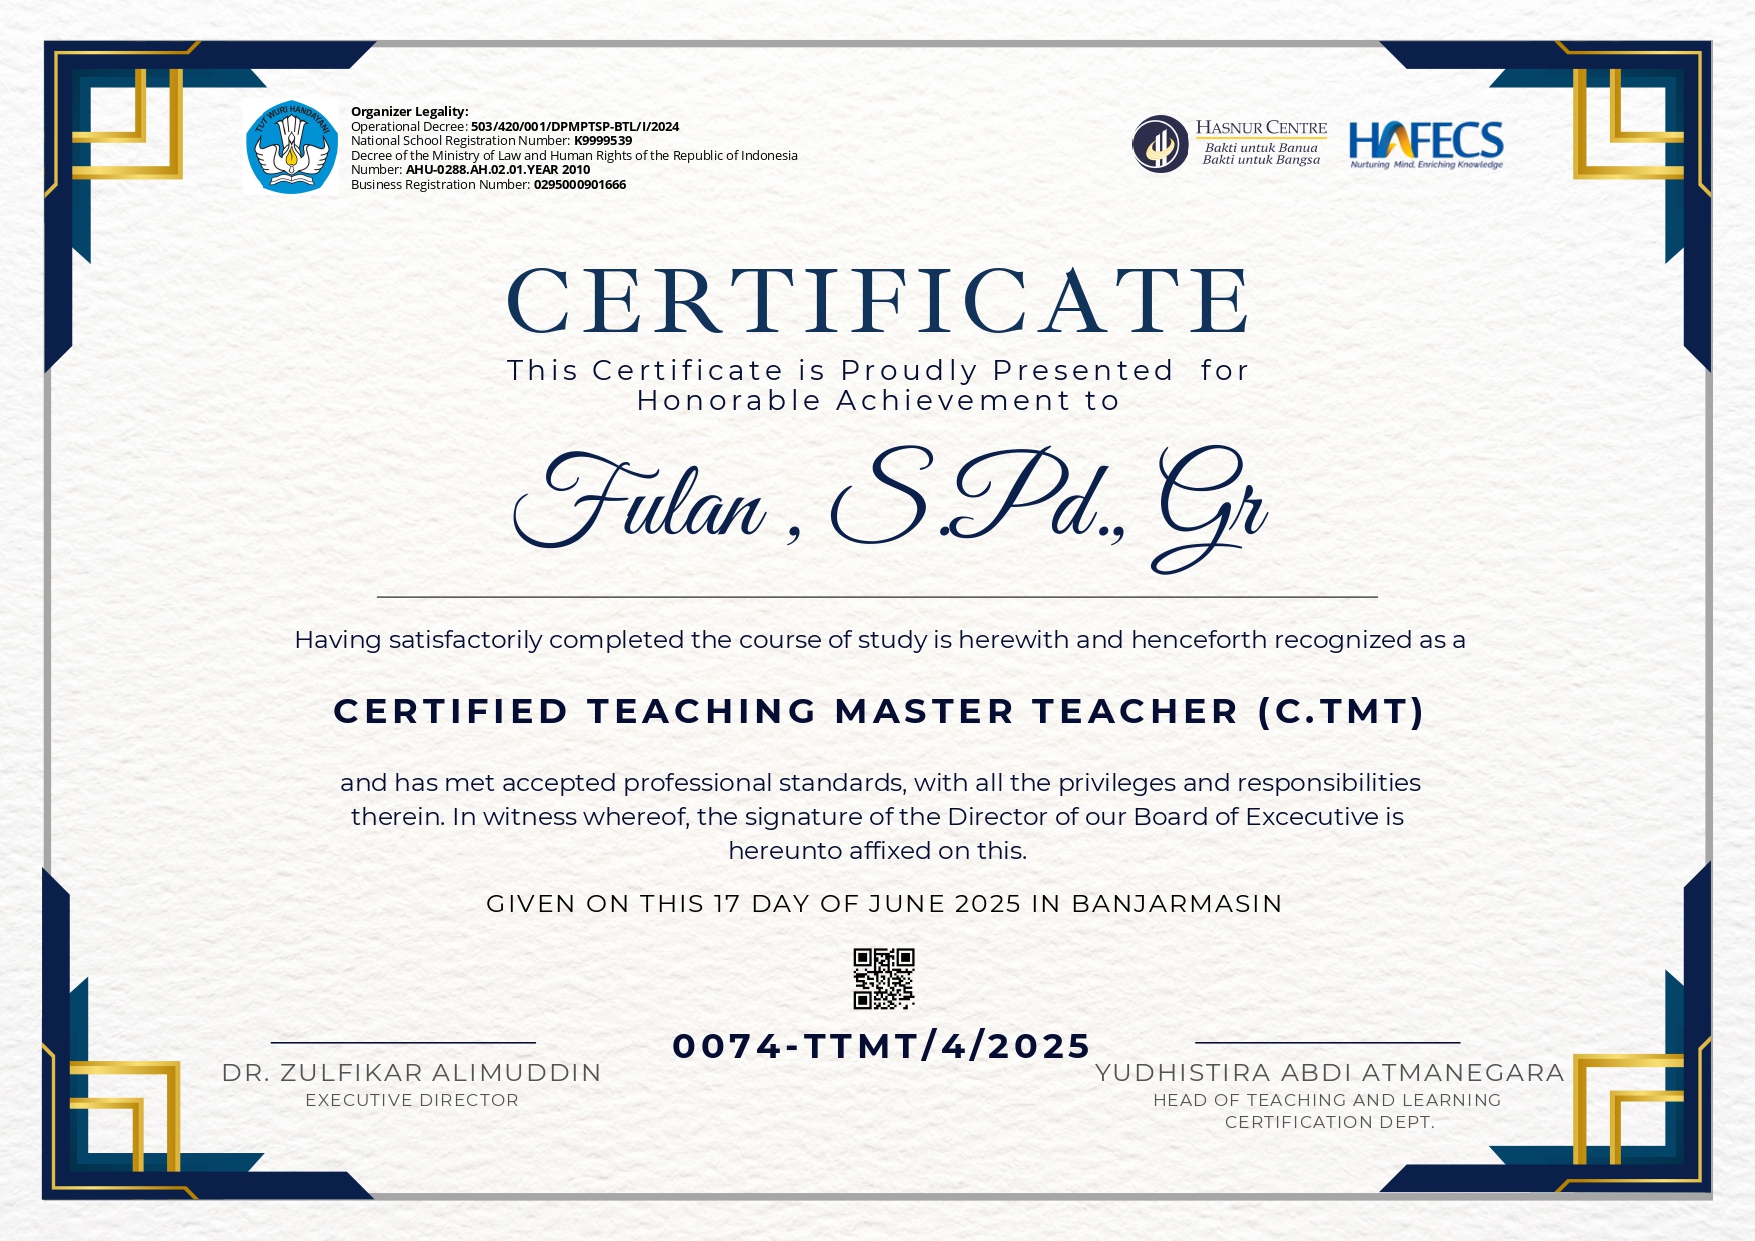 TUT WURI HANDAYANI
Organizer Legality:
Operational Decree: 503/420/001/DPMPTSP-BTL/I/2024
National School Registration Number: K9999539
Decree of the Ministry of Law and Human Rights of the Republic of Indonesia
Number: AHU-0288.AH.02.01.YEAR 2010
Business Registration Number: 0295000901666
HASNUR CENTRE
Bakti untuk Banua
Bakti untuk Bangsa
HAFECS
Nurturing Mind, Enriching Knowledge
CERTIFICATE
This Certificate is Proudly Presented for
Honorable Achievement to
Fulan , S.Pd., Gr
Having satisfactorily completed the course of study is herewith and henceforth recognized as a
CERTIFIED TEACHING MASTER TEACHER (C.TMT)
and has met accepted professional standards, with all the privileges and responsibilities
therein. In witness whereof, the signature of the Director of our Board of Excecutive is
hereunto affixed on this.
GIVEN ON THIS 17 DAY OF JUNE 2025 IN BANJARMASIN
0074-TTMT/4/2025
DR. ZULFIKAR ALIMUDDIN
EXECUTIVE DIRECTOR
YUDHISTIRA ABDI ATMANEGARA
HEAD OF TEACHING AND LEARNING
CERTIFICATION DEPT.